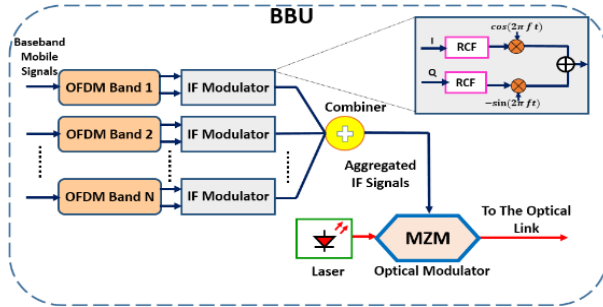 BBU
Baseband
Mobile
Signals
OFDM Band 1
IF Modulator
OFDM Band 2
IF Modulator
OFDM Band N
IF Modulator
Combiner
Aggregated
IF Signals
cos(2π ft)
I
RCF
Q
RCF
−sin(2π ft)
Laser
MZM
Optical Modulator
To The Optical
Link